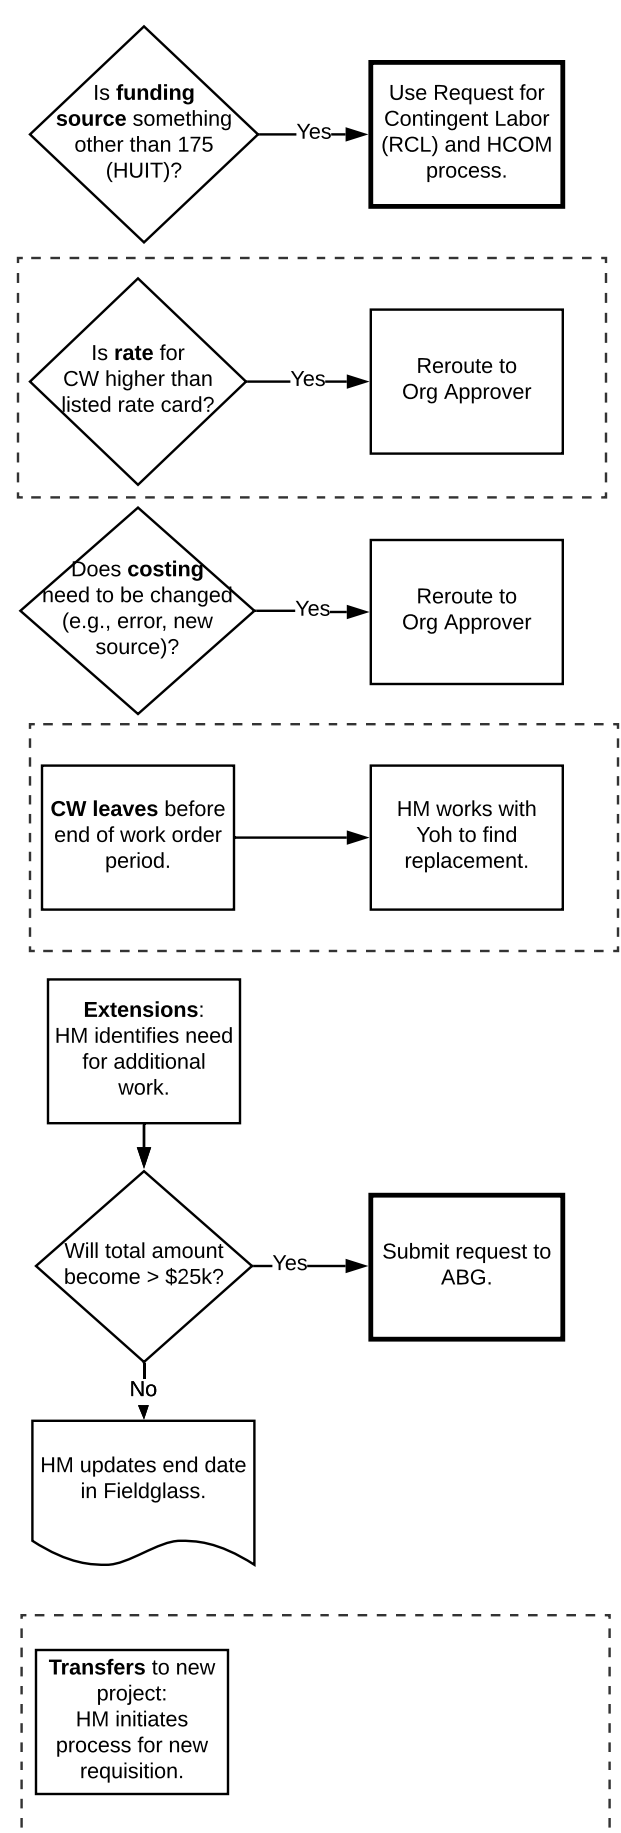 Is funding
source something
other than 175
(HUIT)?
Yes
Use Request for
Contingent Labor
(RCL) and HCOM
process.
Is rate for
CW higher than
listed rate card?
Yes
Reroute to
Org Approver
Does costing
need to be changed
(e.g., error, new
source)?
Yes
Reroute to
Org Approver
CW leaves before
end of work order
period.
HM works with
Yoh to find
replacement.
Extensions:
HM identifies need
for additional
work.
Will total amount
become > $25k?
Yes
Submit request to
ABG.
No
HM updates end date
in Fieldglass.
Transfers to new
project:
HM initiates
process for new
requisition.